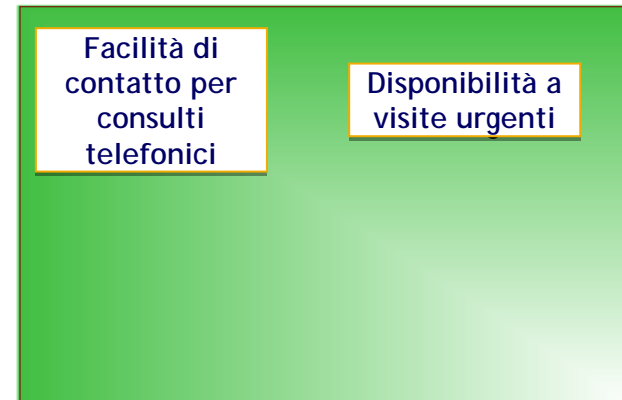 Facilità di
contatto per
consulti
telefonici
Disponibilità a
visite urgenti